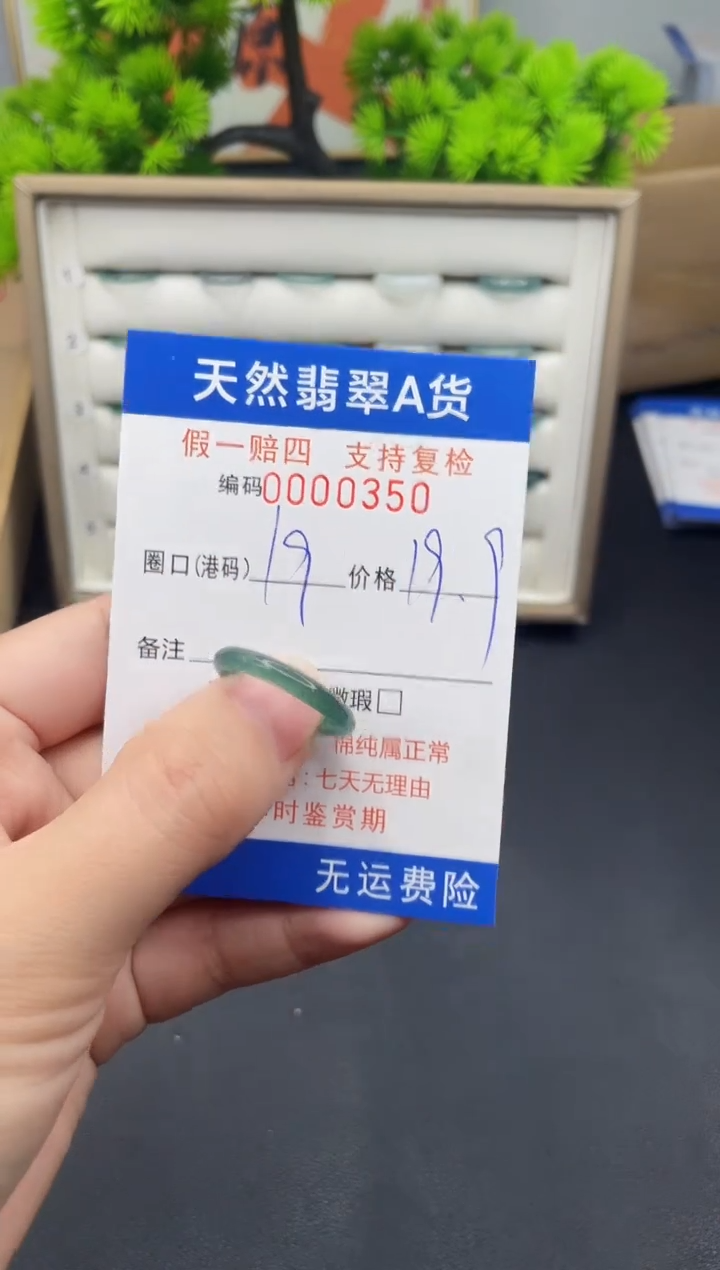 天然翡翠A货
假一赔四 支持复检
编码0000350
圈口(港码) 19 价格 19.9
备注
微瑕□
棉纯属正常
：七天无理由
时鉴赏期
无运费险